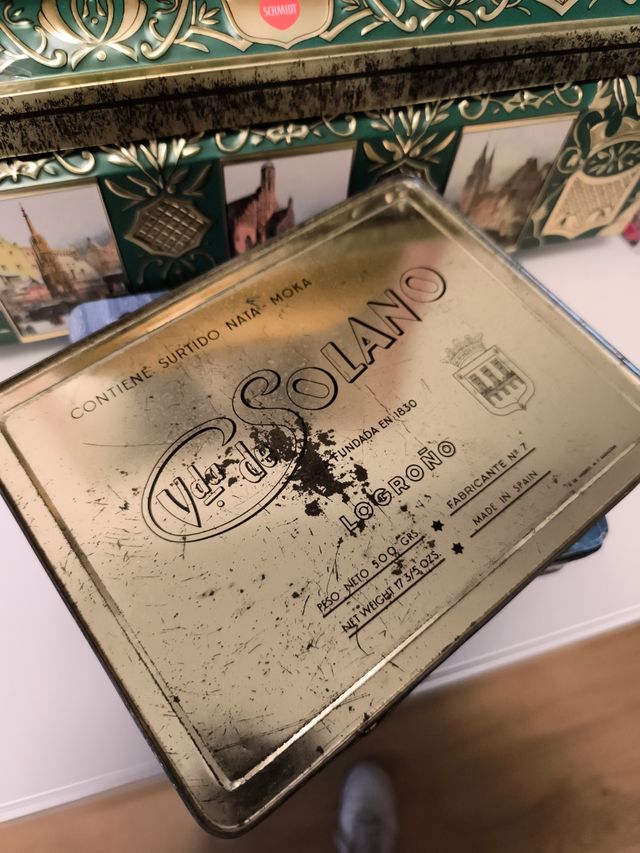 SCHMIDT
CONTIENE SURTIDO NATA-MOKA
Vda. de SOLANO
FUNDADA EN 1830
LOGROÑO
PESO NETO 500 GRS. ★ FABRICANTE Nº 7
NET WEIGHT 17 3/5 OZS. ★ MADE IN SPAIN